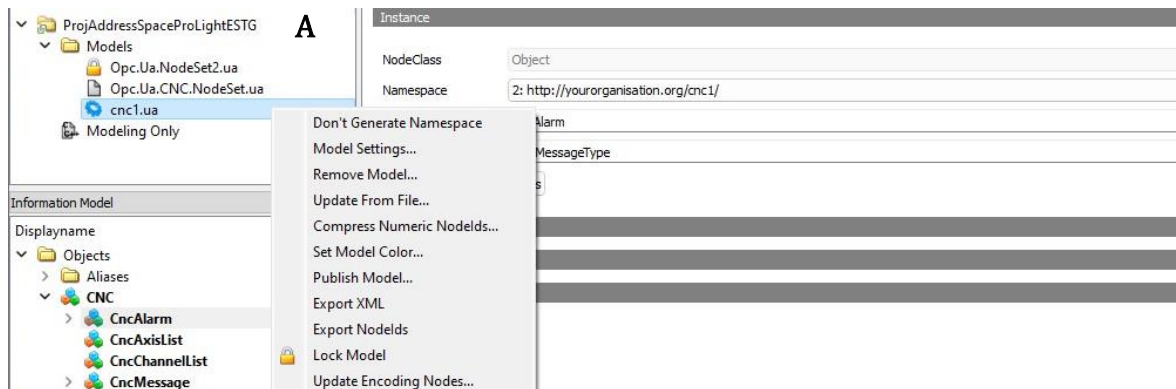 ProjAddressSpaceProLightESTG
A
Models
Opc.Ua.NodeSet2.ua
Opc.Ua.CNC.NodeSet.ua
cnc1.ua
Modeling Only
Information Model
Displayname
Objects
Aliases
CNC
CncAlarm
CncAxisList
CncChannelList
CncMessage
Don't Generate Namespace
Model Settings...
Remove Model...
Update From File...
Compress Numeric NodeIds...
Set Model Color...
Publish Model...
Export XML
Export NodeIds
Lock Model
Update Encoding Nodes...
Instance
NodeClass
Object
Namespace
2: http://yourorganisation.org/cnc1/
Alarm
MessageType
s